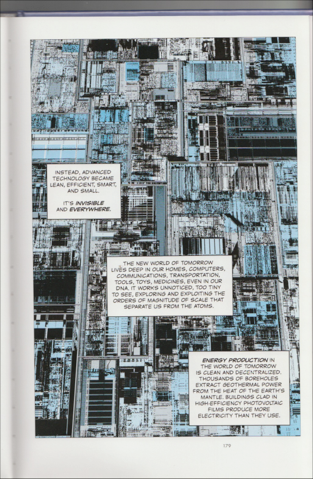 INSTEAD, ADVANCED
TECHNOLOGY BECAME
LEAN, EFFICIENT, SMART,
AND SMALL.
IT'S INVISIBLE
AND EVERYWHERE.
THE NEW WORLD OF TOMORROW
LIVES DEEP IN OUR HOMES, COMPUTERS,
COMMUNICATIONS, TRANSPORTATION,
TOOLS, TOYS, MEDICINES, EVEN IN OUR
DNA. IT WORKS UNNOTICED, TOO TINY
TO SEE, EXPLORING AND EXPLOITING THE
ORDERS OF MAGNITUDE OF SCALE THAT
SEPARATE US FROM THE ATOMS.
ENERGY PRODUCTION IN
THE WORLD OF TOMORROW
IS CLEAN AND DECENTRALIZED.
THOUSANDS OF BOREHOLES
EXTRACT GEOTHERMAL POWER
FROM THE HEAT OF THE EARTH'S
MANTLE. BUILDINGS CLAD IN
HIGH-EFFICIENCY PHOTOVOLTAIC
FILMS PRODUCE MORE
ELECTRICITY THAN THEY USE.
179